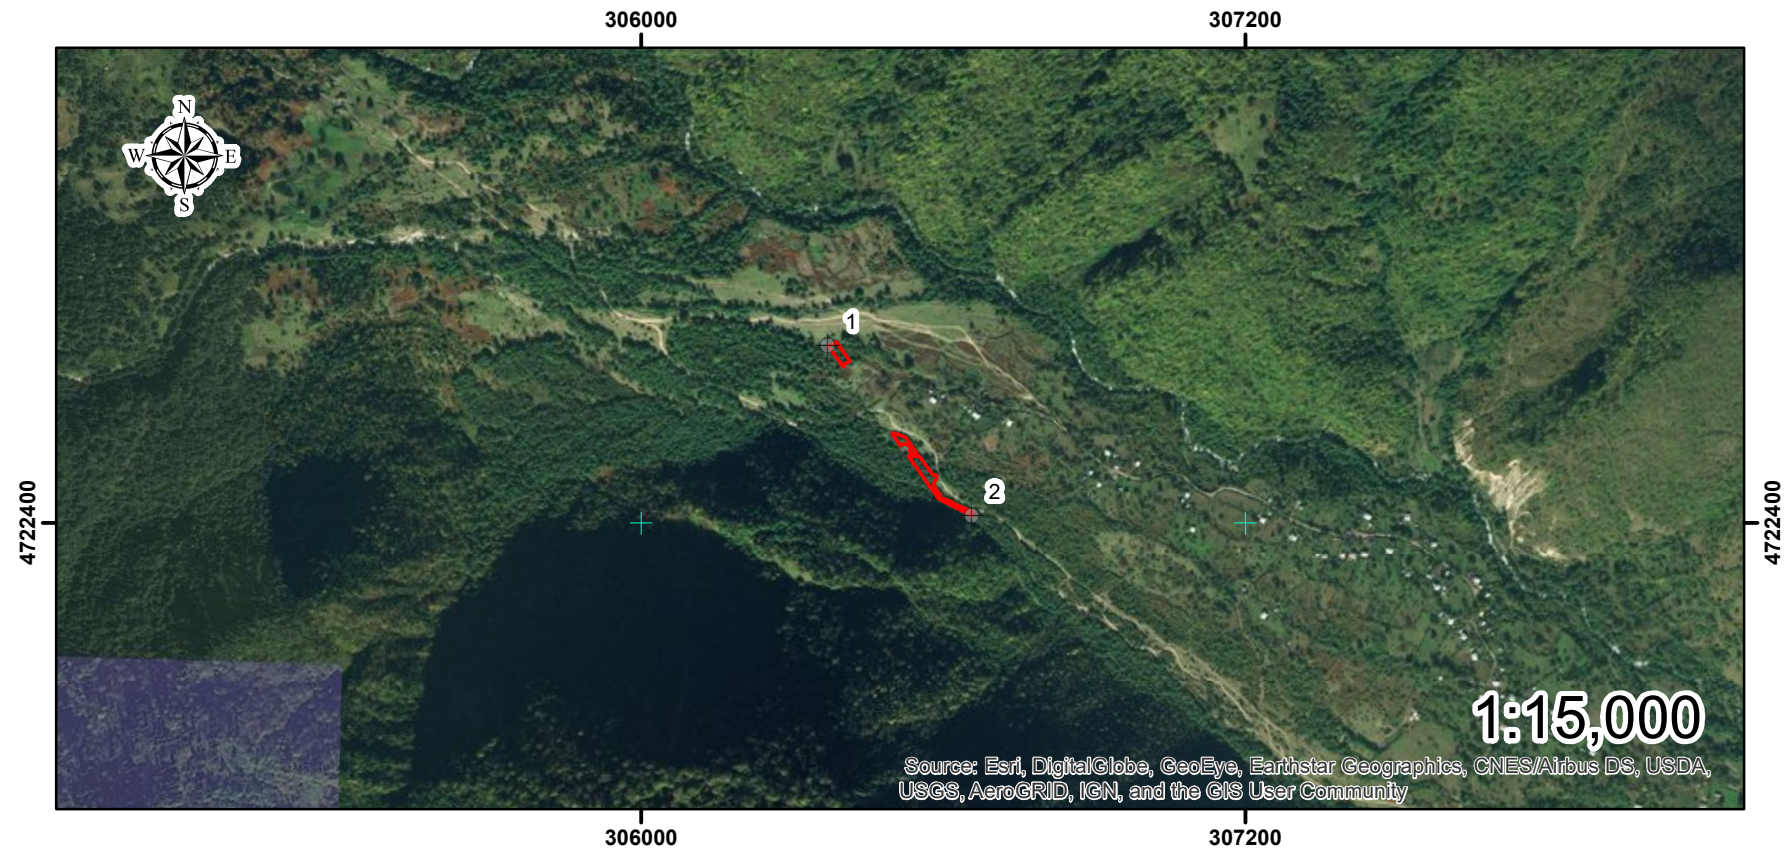 306000 307200
N
W E
S
1
2
4722400 4722400
1:15,000
Source: Esri, DigitalGlobe, GeoEye, Earthstar Geographics, CNES/Airbus DS, USDA,
USGS, AeroGRID, IGN, and the GIS User Community
306000 307200